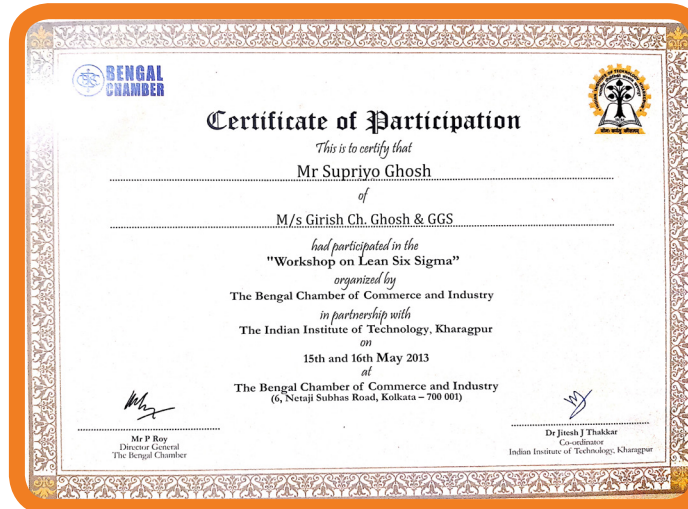 BENGAL
CHAMBER
Certificate of Participation
This is to certify that
Mr Supriyo Ghosh
of
M/s Girish Ch. Ghosh & GGS
had participated in the
"Workshop on Lean Six Sigma"
organized by
The Bengal Chamber of Commerce and Industry
in partnership with
The Indian Institute of Technology, Kharagpur
on
15th and 16th May 2013
at
The Bengal Chamber of Commerce and Industry
(6, Netaji Subhas Road, Kolkata – 700 001)
Mr P Roy
Director General
The Bengal Chamber
Dr Jitesh J Thakkar
Co-ordinator
Indian Institute of Technology, Kharagpur